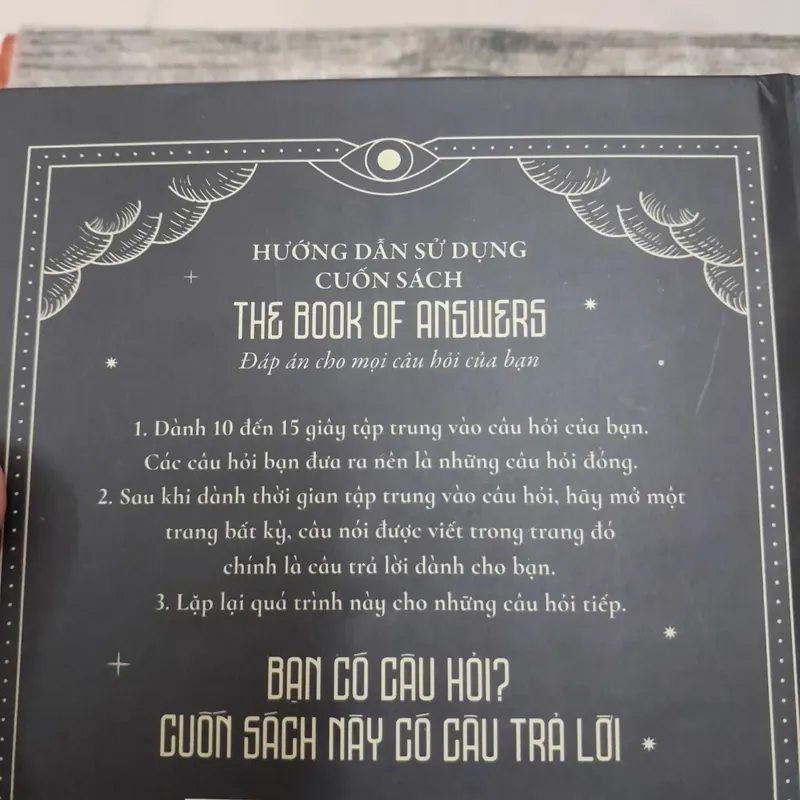 HƯỚNG DẪN SỬ DỤNG
CUỐN SÁCH
THE BOOK OF ANSWERS
Đáp án cho mọi câu hỏi của bạn
1. Dành 10 đến 15 giây tập trung vào câu hỏi của bạn.
Các câu hỏi bạn đưa ra nên là những câu hỏi đóng.
2. Sau khi dành thời gian tập trung vào câu hỏi, hãy mở một
trang bất kỳ, câu nói được viết trong trang đó
chính là câu trả lời dành cho bạn.
3. Lặp lại quá trình này cho những câu hỏi tiếp.
BẠN CÓ CÂU HỎI?
CUỐN SÁCH NÀY CÓ CÂU TRẢ LỜI